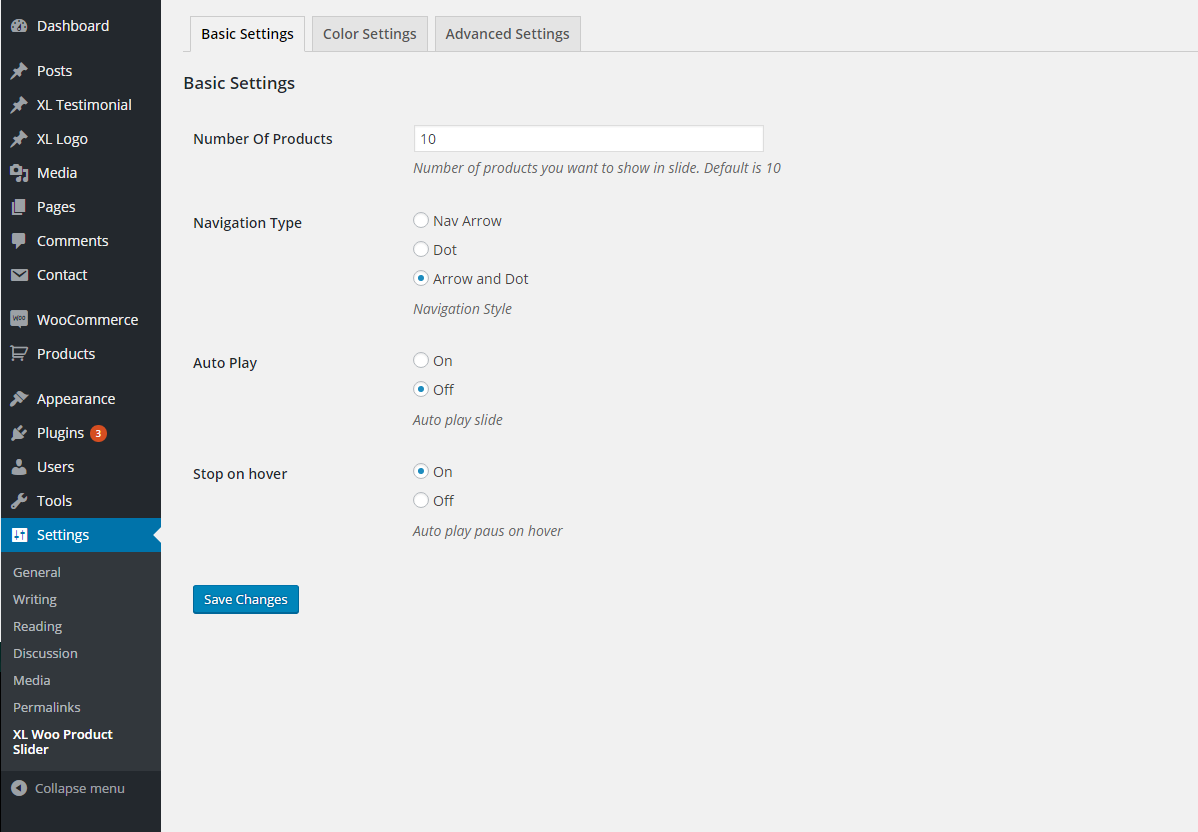 Dashboard
Posts
XL Testimonial
XL Logo
Media
Pages
Comments
Contact
WOO
WooCommerce
Products
Appearance
Plugins 3
Users
Tools
Settings
General
Writing
Reading
Discussion
Media
Permalinks
XL Woo Product
Slider
Collapse menu
Basic Settings
Color Settings
Advanced Settings
Basic Settings
Number Of Products
10
Number of products you want to show in slide. Default is 10
Navigation Type
Nav Arrow
Dot
Arrow and Dot
Navigation Style
Auto Play
On
Off
Auto play slide
Stop on hover
On
Off
Auto play paus on hover
Save Changes